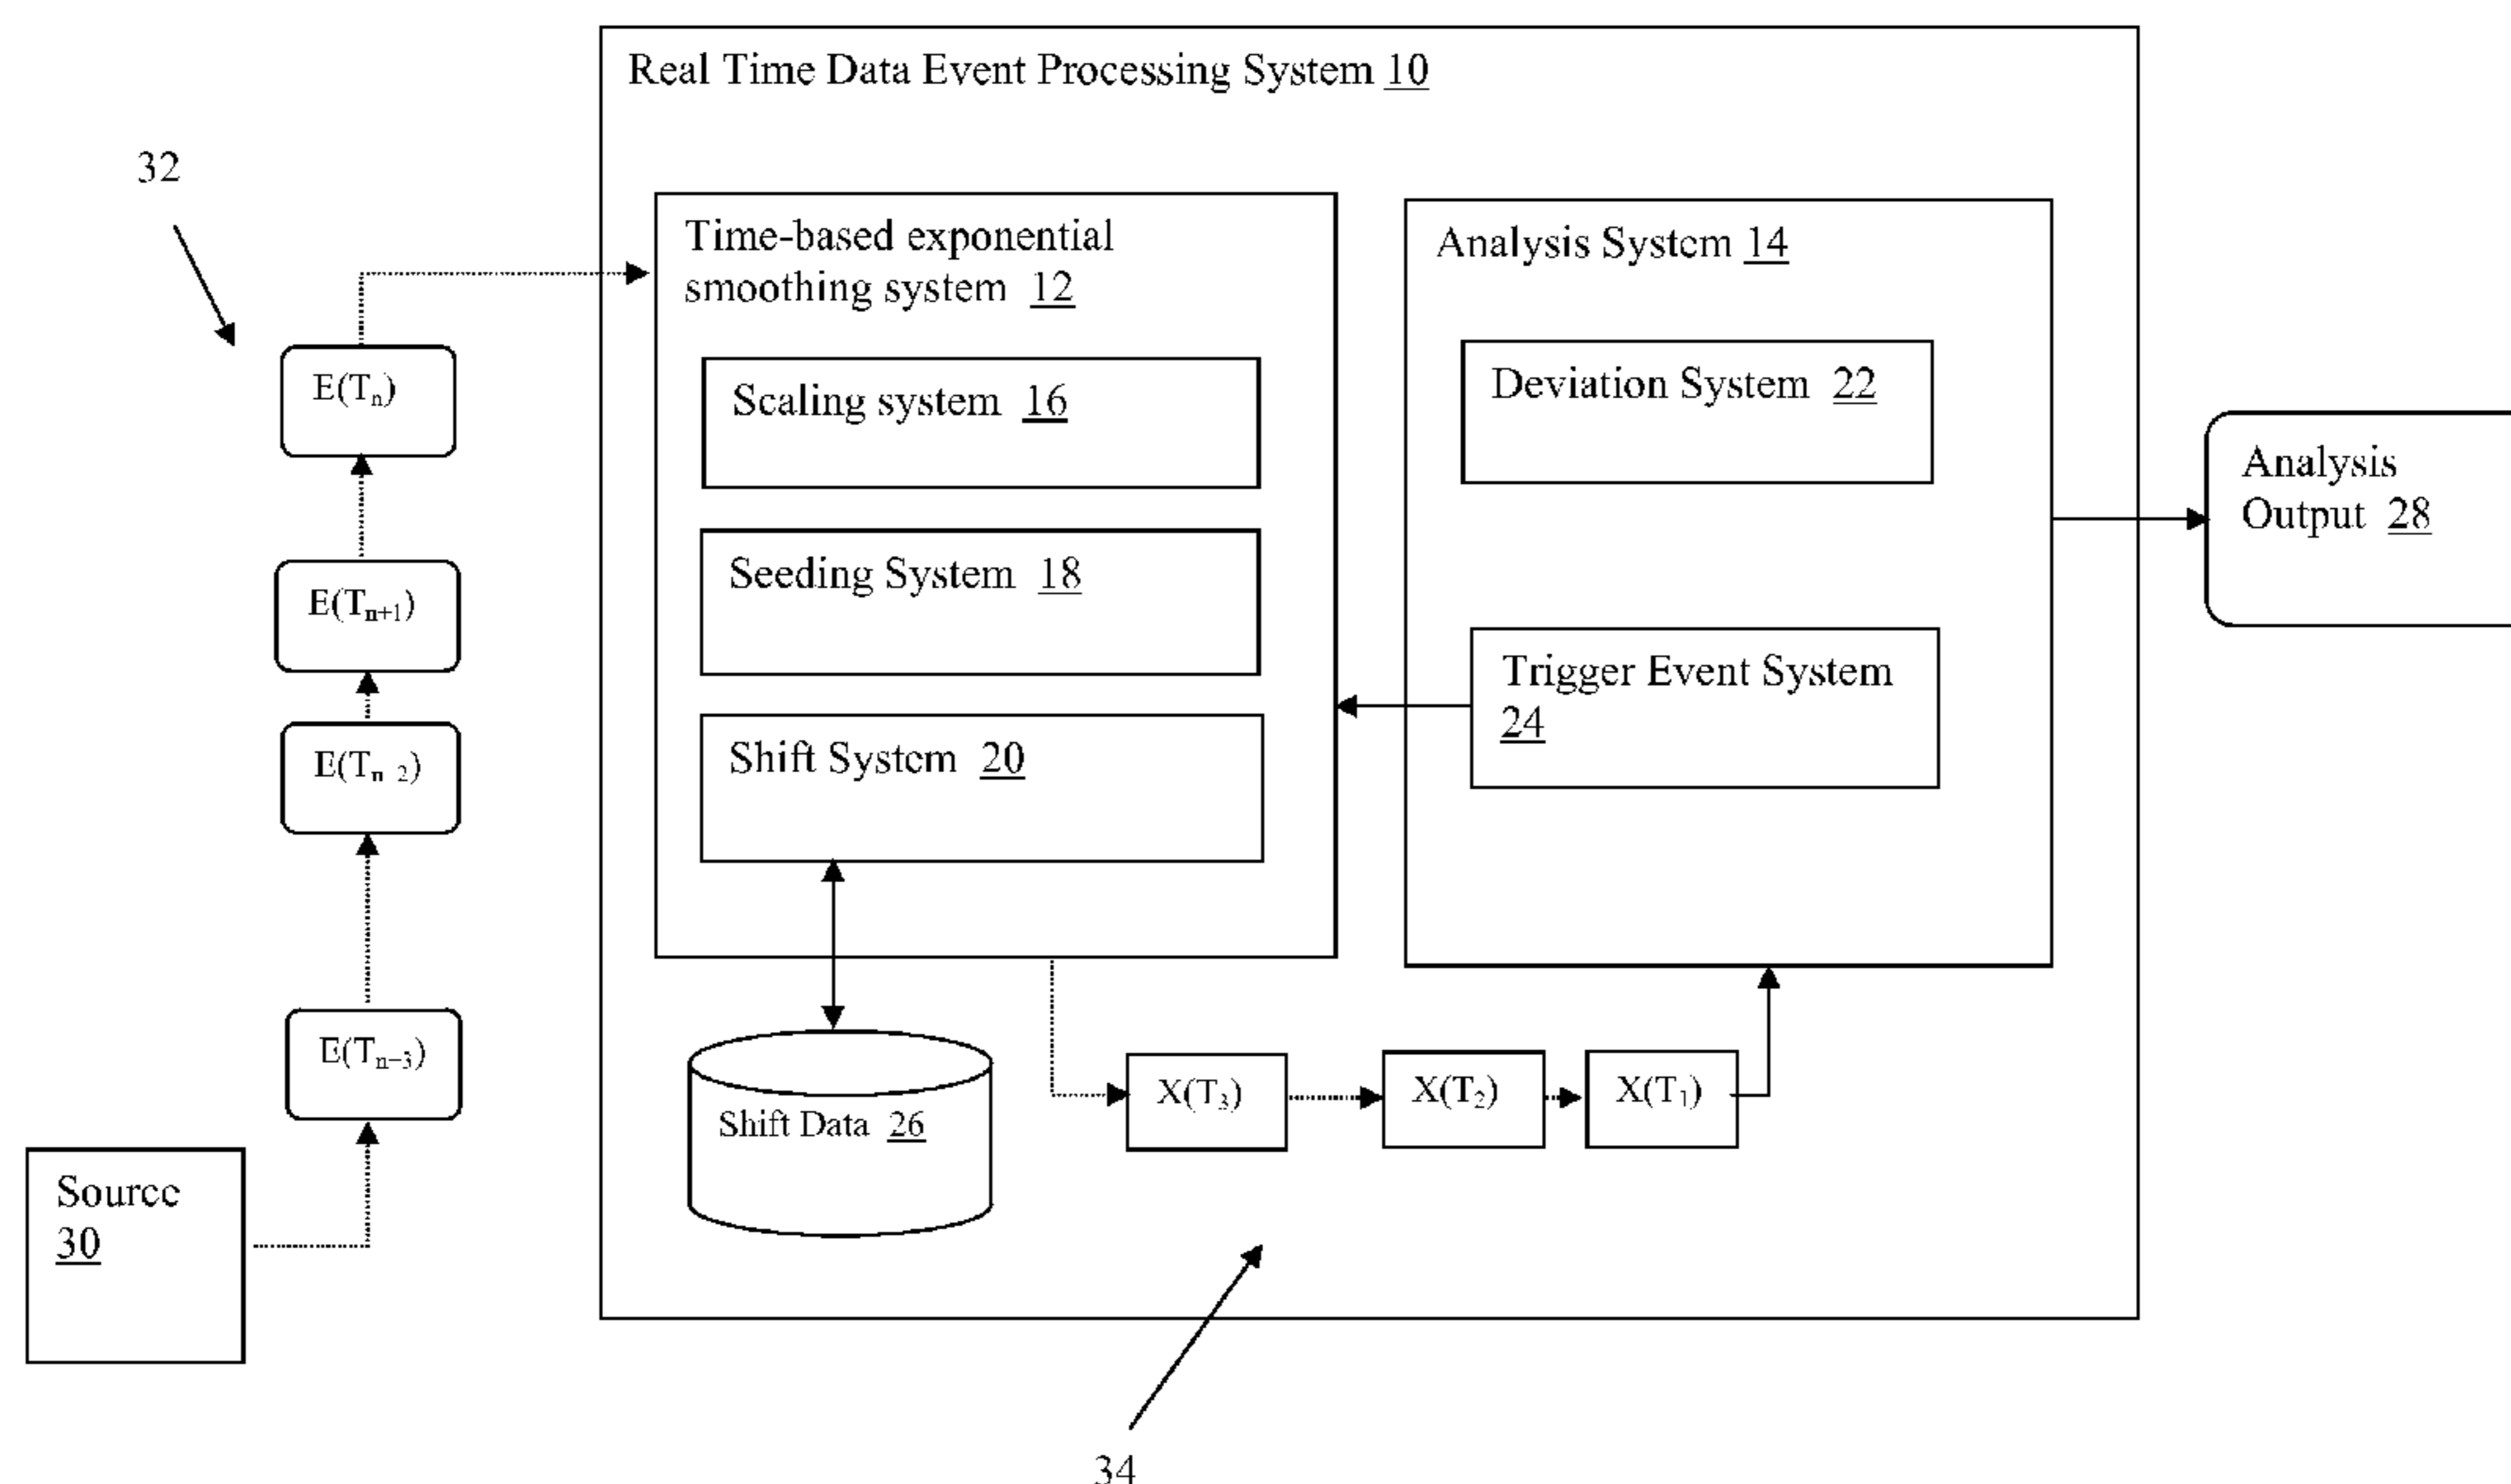 Real Time Data Event Processing System 10
32
Time-based exponential
smoothing system 12
Analysis System 14
E(Tn)
Scaling system 16
Deviation System 22
Analysis
Output 28
Seeding System 18
E(Tn+1)
Trigger Event System
24
Shift System 20
E(Tn-2)
E(Tn-3)
X(T3)
X(T2)
X(T1)
Shift Data 26
Source
30
34